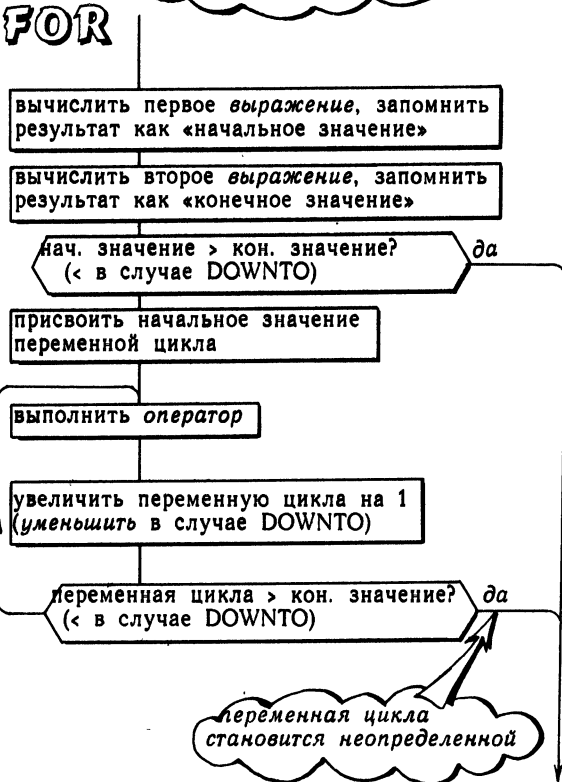 FOR
вычислить первое выражение, запомнить
результат как «начальное значение»
вычислить второе выражение, запомнить
результат как «конечное значение»
нач. значение > кон. значение? да
(< в случае DOWNTO)
присвоить начальное значение
переменной цикла
выполнить оператор
увеличить переменную цикла на 1
(уменьшить в случае DOWNTO)
переменная цикла > кон. значение? да
(< в случае DOWNTO)
переменная цикла
становится неопределенной